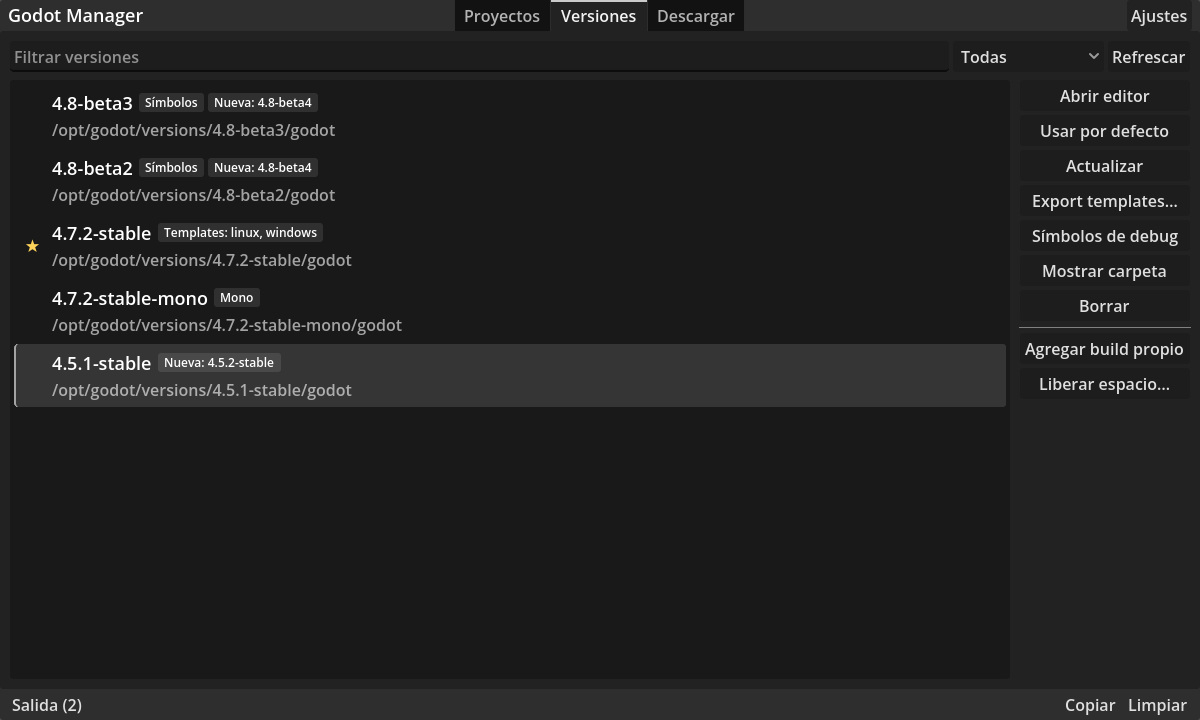 Godot Manager
Proyectos
Versiones
Descargar
Ajustes
Filtrar versiones
Todas
Refrescar
4.8-beta3 Símbolos Nueva: 4.8-beta4
/opt/godot/versions/4.8-beta3/godot
4.8-beta2 Símbolos Nueva: 4.8-beta4
/opt/godot/versions/4.8-beta2/godot
4.7.2-stable Templates: linux, windows
/opt/godot/versions/4.7.2-stable/godot
4.7.2-stable-mono Mono
/opt/godot/versions/4.7.2-stable-mono/godot
4.5.1-stable Nueva: 4.5.2-stable
/opt/godot/versions/4.5.1-stable/godot
Abrir editor
Usar por defecto
Actualizar
Export templates...
Símbolos de debug
Mostrar carpeta
Borrar
Agregar build propio
Liberar espacio...
Salida (2)
Copiar
Limpiar